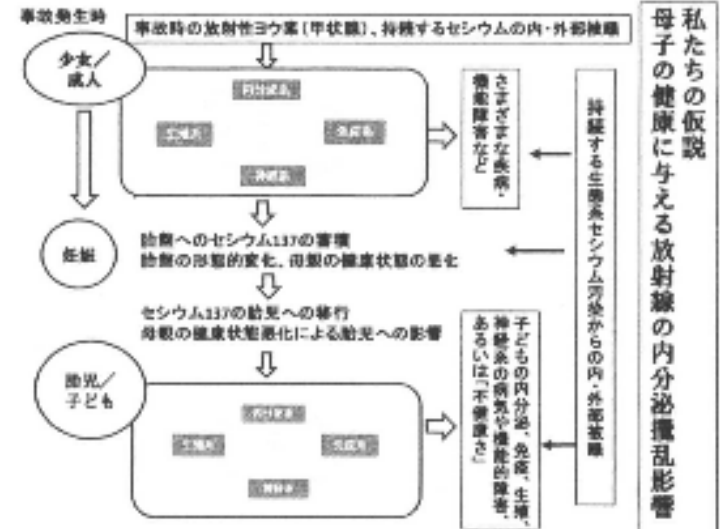 私たちの仮説
母子の健康に与える放射線の内分泌攪乱影響
事故発生時
事故時の放射性ヨウ素(甲状腺)、持続するセシウムの内・外部被曝
少女/
成人
内分泌系
生殖系
免疫系
神経系
さまざまな疾病・
機能障害など
持続する生態系セシウム汚染からの内・外部被曝
妊娠
胎盤へのセシウム137の蓄積
胎盤の形態的変化、母親の健康状態の悪化
セシウム137の胎児への移行
母親の健康状態悪化による胎児への影響
胎児/
子ども
内分泌系
生殖系
免疫系
神経系
子どもの内分泌、免疫、生殖、
神経系の病気や機能的障害、
あるいは「不健康さ」